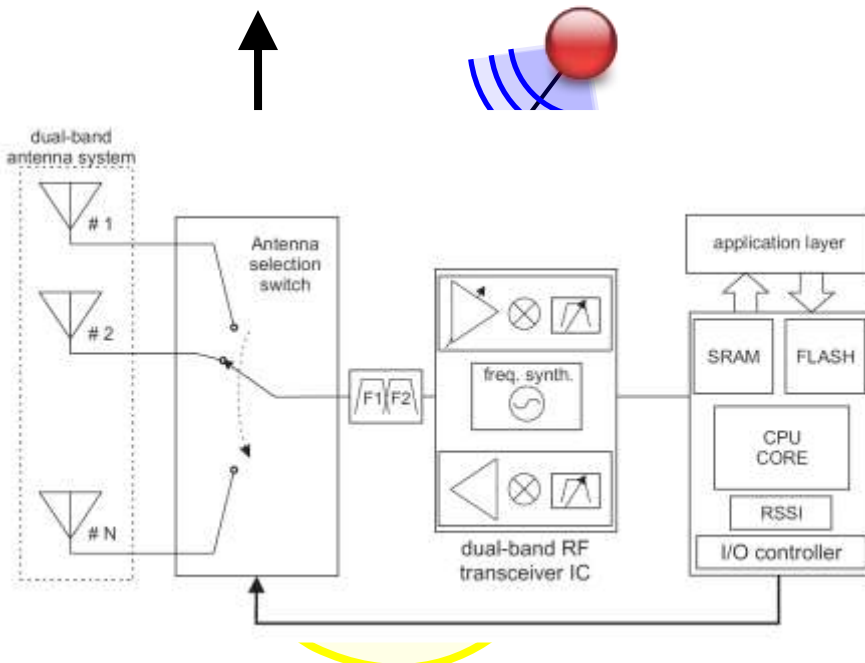 dual-band
antenna system
# 1
# 2
# N
Antenna
selection
switch
F1 F2
freq. synth.
dual-band RF
transceiver IC
application layer
SRAM FLASH
CPU
CORE
RSSI
I/O controller